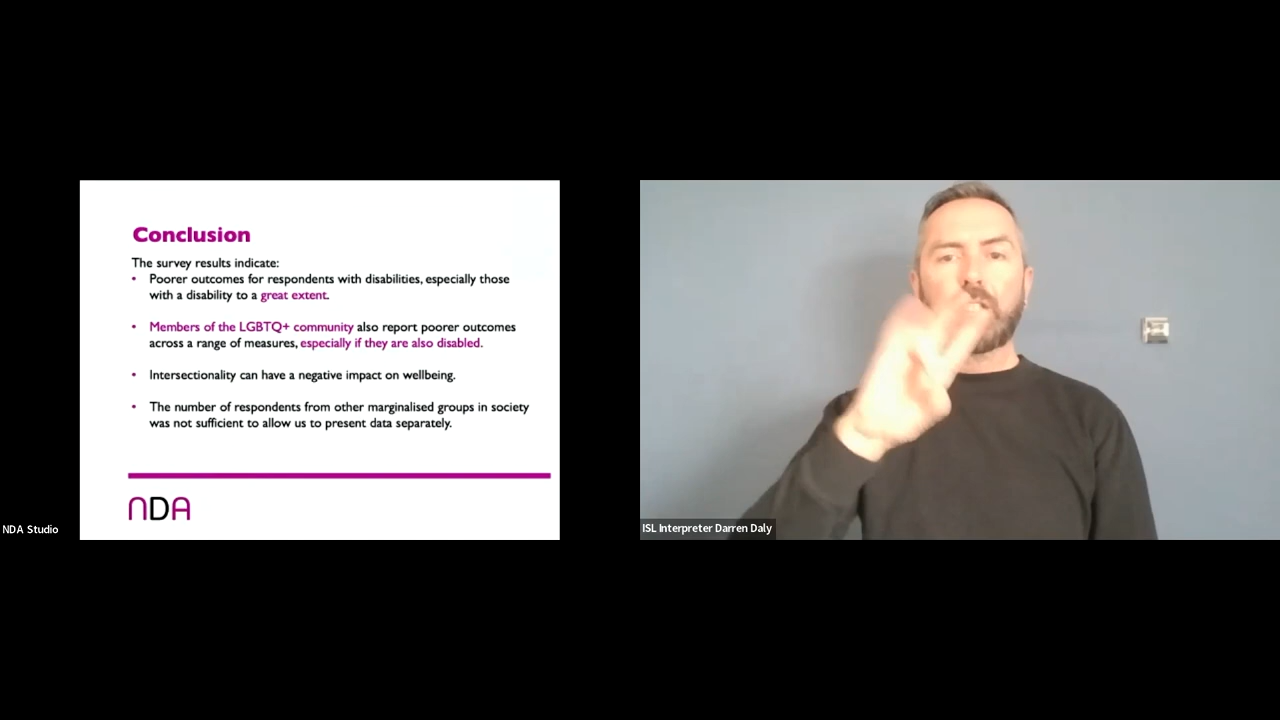 Conclusion
The survey results indicate:
• Poorer outcomes for respondents with disabilities, especially those
with a disability to a great extent.
• Members of the LGBTQ+ community also report poorer outcomes
across a range of measures, especially if they are also disabled.
• Intersectionality can have a negative impact on wellbeing.
• The number of respondents from other marginalised groups in society
was not sufficient to allow us to present data separately.
NDA
NDA Studio
ISL Interpreter Darren Daly